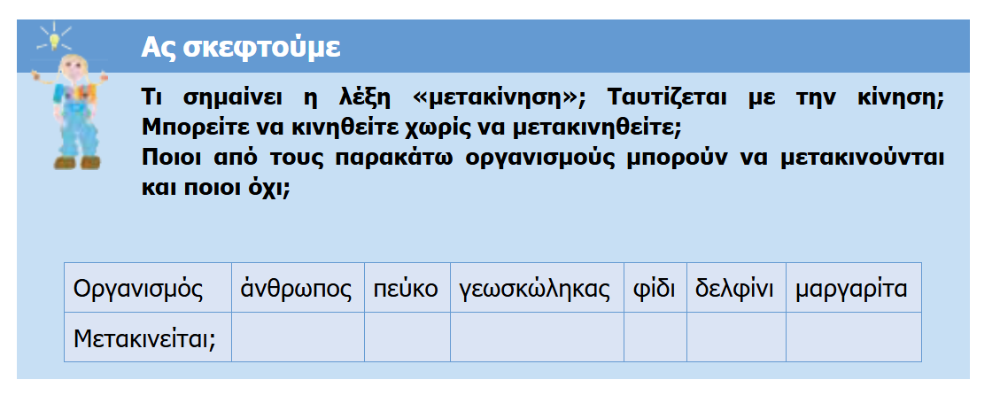 Ας σκεφτούμε
Τι σημαίνει η λέξη «μετακίνηση»; Ταυτίζεται με την κίνηση;
Μπορείτε να κινηθείτε χωρίς να μετακινηθείτε;
Ποιοι από τους παρακάτω οργανισμούς μπορούν να μετακινούνται
και ποιοι όχι;
Οργανισμός άνθρωπος πεύκο γεωσκώληκας φίδι δελφίνι μαργαρίτα
Μετακινείται;